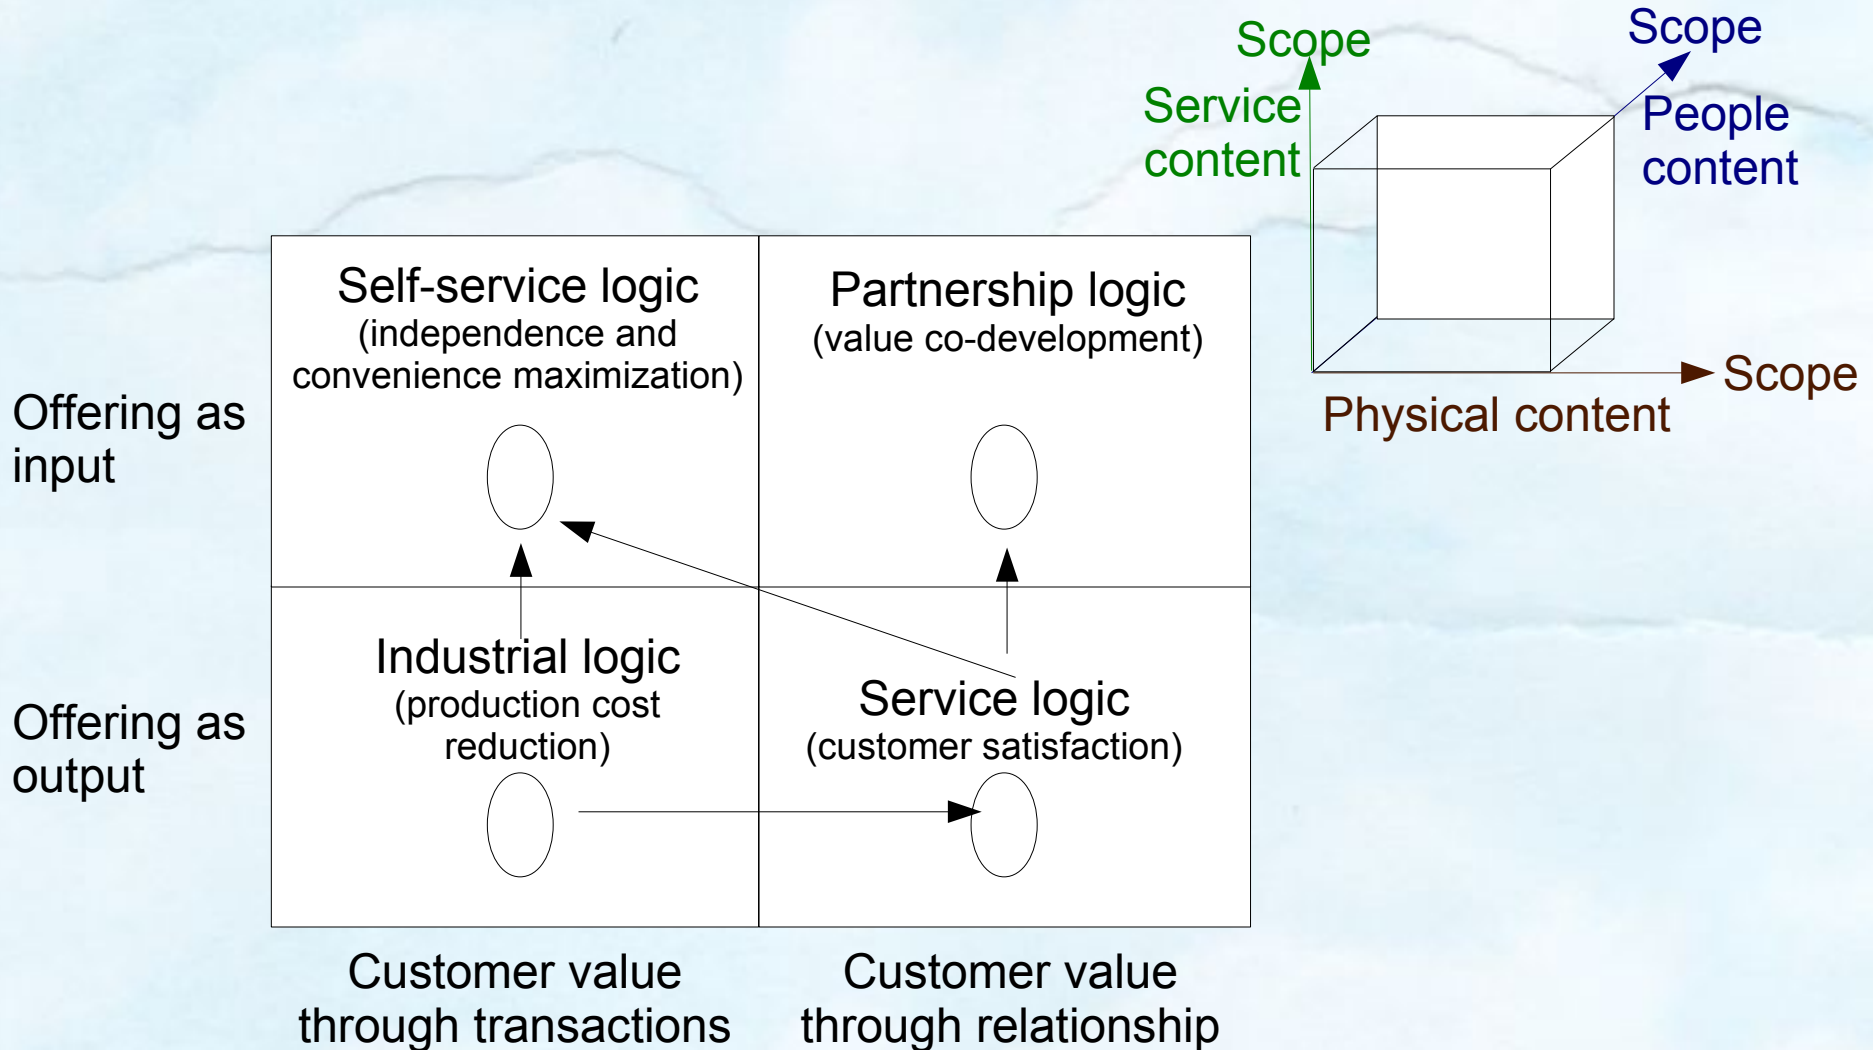 Scope
Service
content
Scope
People
content
Scope
Physical content
Self-service logic
(independence and
convenience maximization)
Partnership logic
(value co-development)
Offering as
input
Industrial logic
(production cost
reduction)
Service logic
(customer satisfaction)
Offering as
output
Customer value
through transactions
Customer value
through relationship